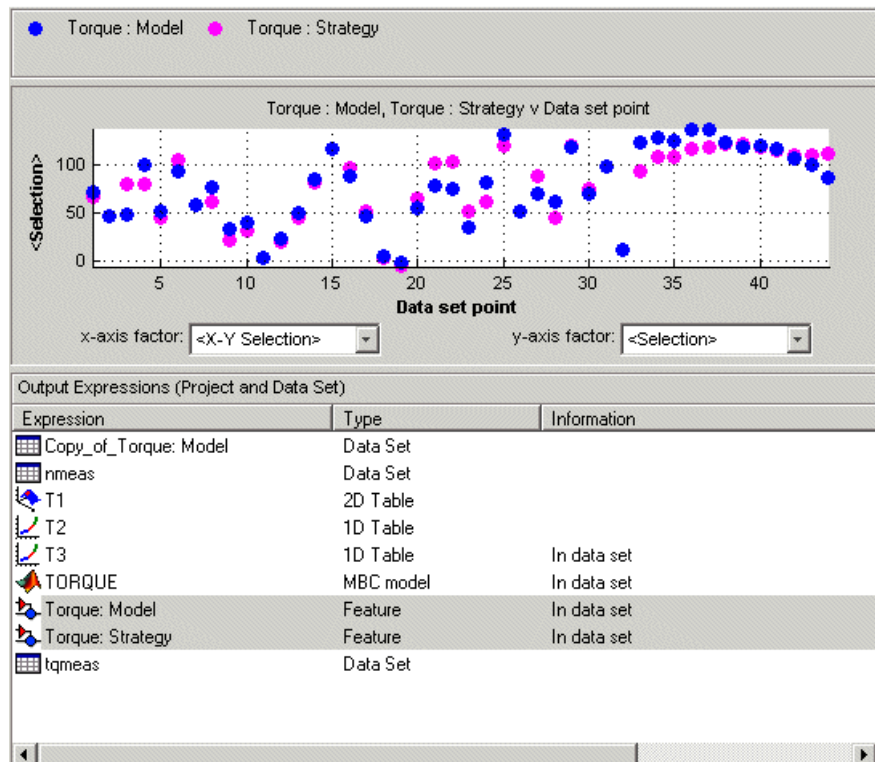 Torque : Model Torque : Strategy
Torque : Model, Torque : Strategy v Data set point
<Selection>
100
50
0
5 10 15 20 25 30 35 40
Data set point
x-axis factor: <X-Y Selection> y-axis factor: <Selection>
Output Expressions (Project and Data Set)
Expression Type Information
Copy_of_Torque: Model Data Set
nmeas Data Set
T1 2D Table
T2 1D Table
T3 1D Table In data set
TORQUE MBC model In data set
Torque: Model Feature In data set
Torque: Strategy Feature In data set
tqmeas Data Set